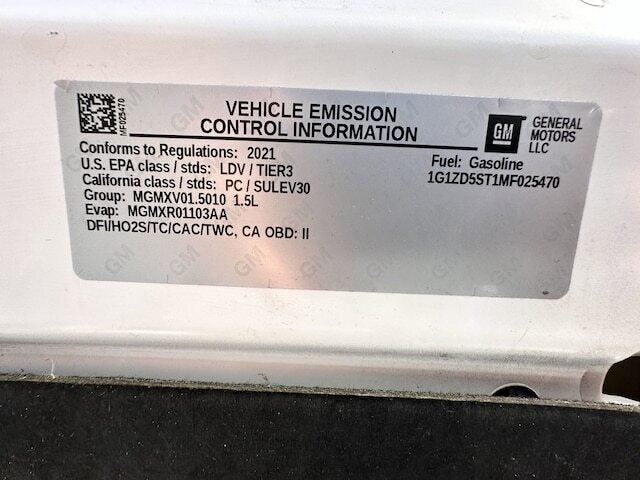 MF025470
VEHICLE EMISSION
CONTROL INFORMATION
GM
GENERAL
MOTORS
LLC
Conforms to Regulations: 2021
U.S. EPA class / stds: LDV / TIER3
California class / stds: PC / SULEV30
Group: MGMXV01.5010 1.5L
Evap: MGMXR01103AA
DFI/HO2S/TC/CAC/TWC, CA OBD: II
Fuel: Gasoline
1G1ZD5ST1MF025470